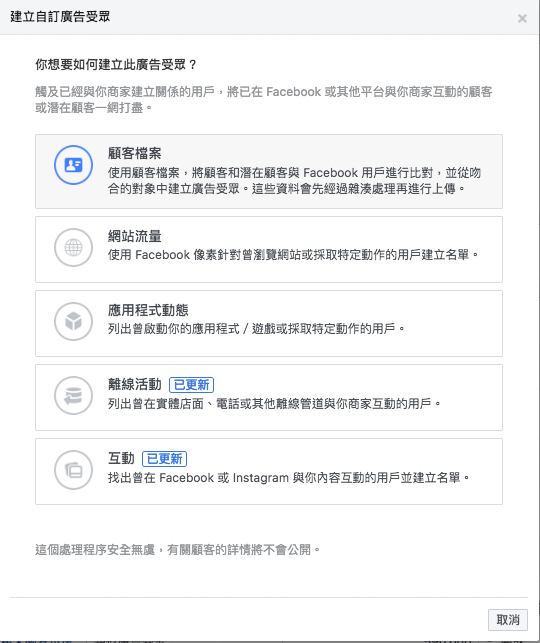 建立自訂廣告受眾
你想要如何建立此廣告受眾？
觸及已經與你商家建立關係的用戶，將已在 Facebook 或其他平台與你商家互動的顧客
或潛在顧客一網打盡。
顧客檔案
使用顧客檔案，將顧客和潛在顧客與 Facebook 用戶進行比對，並從吻
合的對象中建立廣告受眾。這些資料會先經過雜湊處理再進行上傳。
網站流量
使用 Facebook 像素針對曾瀏覽網站或採取特定動作的用戶建立名單。
應用程式動態
列出曾啟動你的應用程式 / 遊戲或採取特定動作的用戶。
離線活動 已更新
列出曾在實體店面、電話或其他離線管道與你商家互動的用戶。
互動 已更新
找出曾在 Facebook 或 Instagram 與你內容互動的用戶並建立名單。
這個處理程序安全無虞，有關顧客的詳情將不會公開。
取消